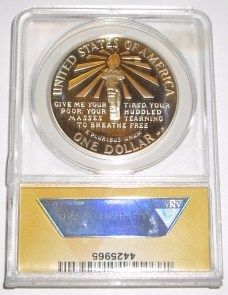 UNITED STATES OF AMERICA
GIVE ME YOUR TIRED, YOUR
POOR, YOUR HUDDLED
MASSES YEARNING
TO BREATHE FREE
E PLURIBUS UNUM
ONE DOLLAR
4425965